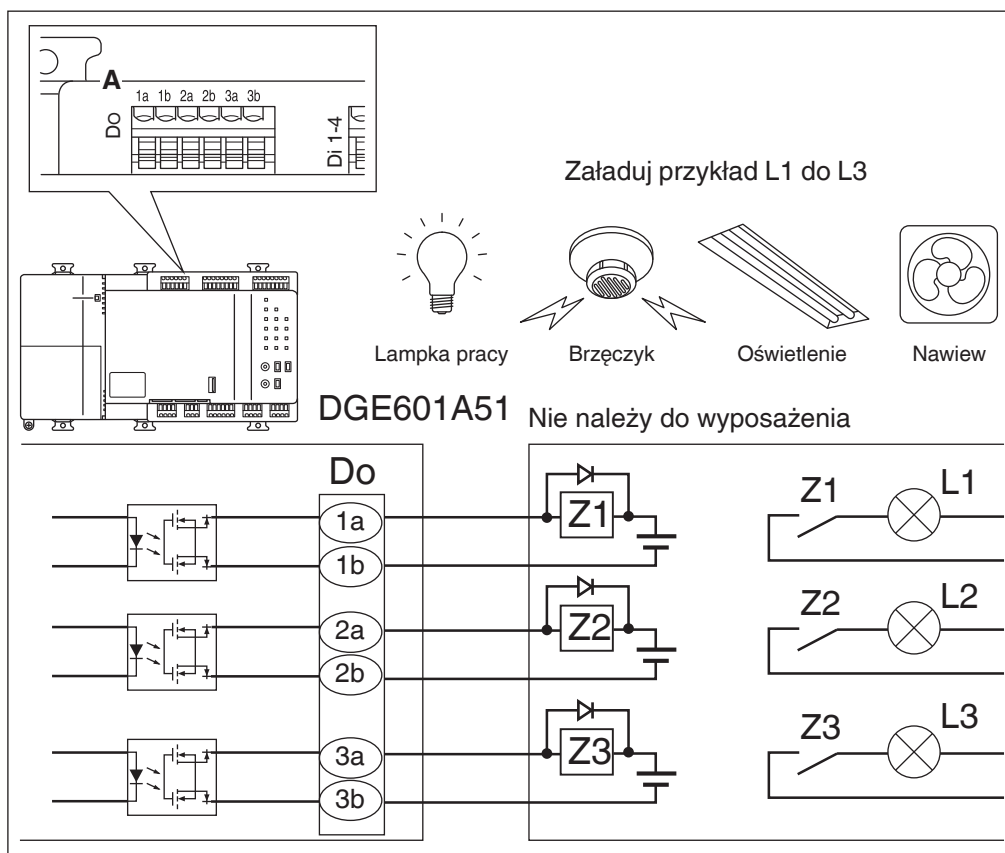 A
1a 1b 2a 2b 3a 3b
Do
Di 1-4
Załaduj przykład L1 do L3
Lampka pracy
Brzęczyk
Oświetlenie
Nawiew
DGE601A51
Nie należy do wyposażenia
Do
1a
Z1
Z1
L1
1b
2a
Z2
Z2
L2
2b
3a
Z3
Z3
L3
3b